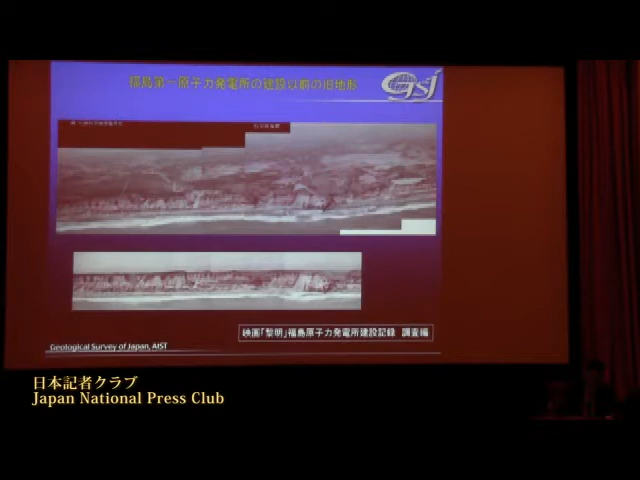 福島第一原子力発電所の建設以前の旧地形
GSJ
映画「黎明」福島原子力発電所建設記録 調査編
Geological Survey of Japan, AIST
日本記者クラブ
Japan National Press Club